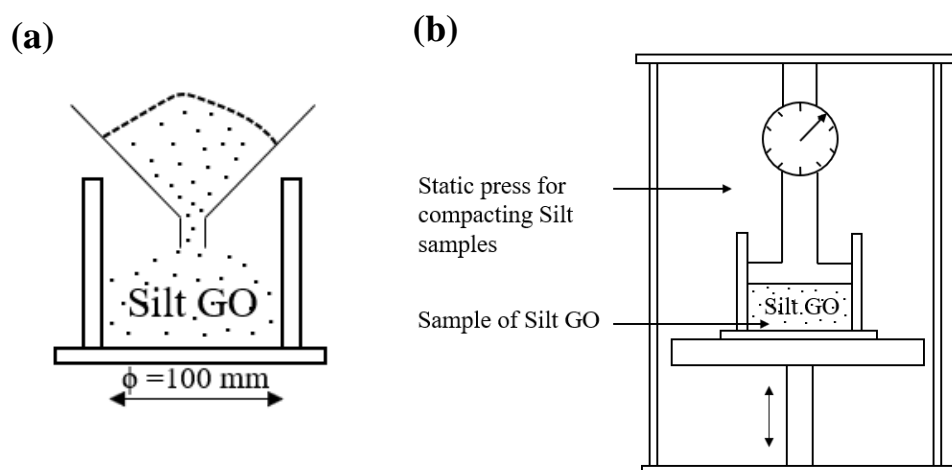 (a)
Silt GO
ϕ =100 mm
(b)
Static press for
compacting Silt
samples
Silt GO
Sample of Silt GO